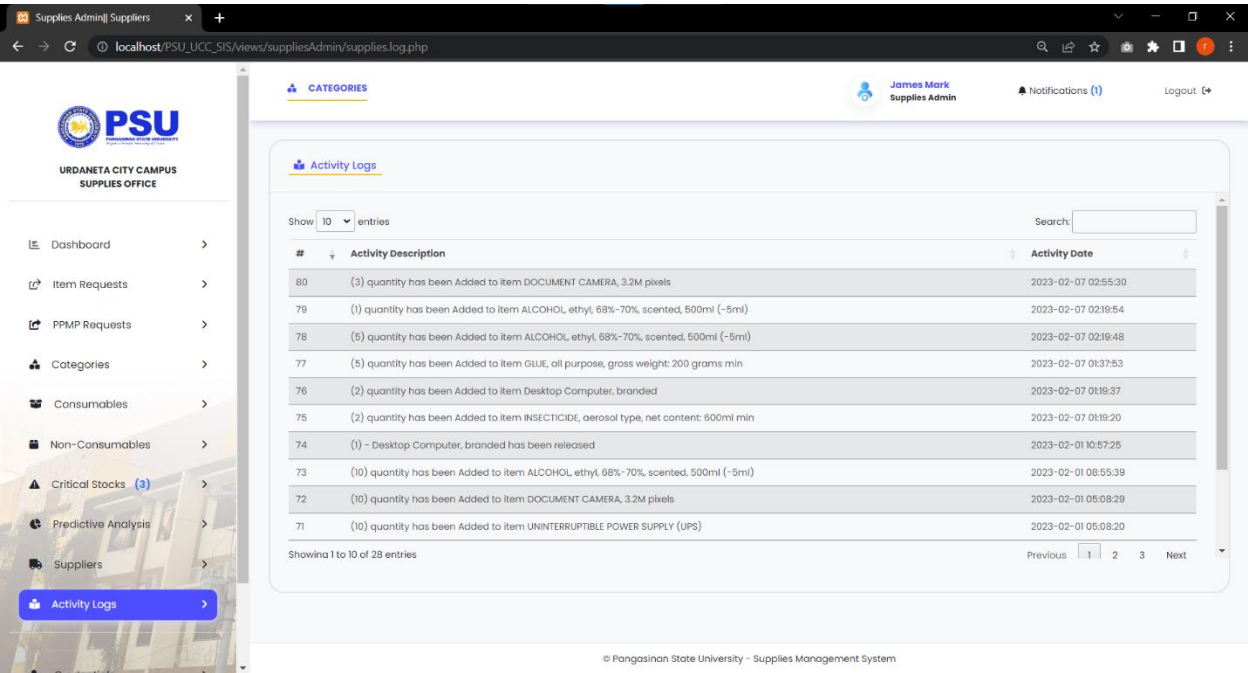 Supplies Admin|| Suppliers
localhost/PSU_UCC_SIS/views/suppliesAdmin/supplies.log.php
r
PSU
PANGASINAN STATE UNIVERSITY
URDANETA CITY CAMPUS
SUPPLIES OFFICE
Dashboard
Item Requests
PPMP Requests
Categories
Consumables
Non-Consumables
Critical Stocks (3)
Predictive Analysis
Suppliers
Activity Logs
CATEGORIES
James Mark
Supplies Admin
Notifications (1)
Logout
Activity Logs
Show 10 entries
Search:
# Activity Description Activity Date
80 (3) quantity has been Added to item DOCUMENT CAMERA, 3.2M pixels 2023-02-07 02:55:30
79 (1) quantity has been Added to item ALCOHOL, ethyl, 68%-70%, scented, 500ml (-5ml) 2023-02-07 02:19:54
78 (5) quantity has been Added to item ALCOHOL, ethyl, 68%-70%, scented, 500ml (-5ml) 2023-02-07 02:19:48
77 (5) quantity has been Added to item GLUE, all purpose, gross weight: 200 grams min 2023-02-07 01:37:53
76 (2) quantity has been Added to item Desktop Computer, branded 2023-02-07 01:19:37
75 (2) quantity has been Added to item INSECTICIDE, aerosol type, net content: 600ml min 2023-02-07 01:19:20
74 (1) - Desktop Computer, branded has been released 2023-02-01 10:57:25
73 (10) quantity has been Added to item ALCOHOL, ethyl, 68%-70%, scented, 500ml (-5ml) 2023-02-01 08:55:39
72 (10) quantity has been Added to item DOCUMENT CAMERA, 3.2M pixels 2023-02-01 05:08:29
71 (10) quantity has been Added to item UNINTERRUPTIBLE POWER SUPPLY (UPS) 2023-02-01 05:08:20
Showing 1 to 10 of 28 entries
Previous 1 2 3 Next
© Pangasinan State University - Supplies Management System